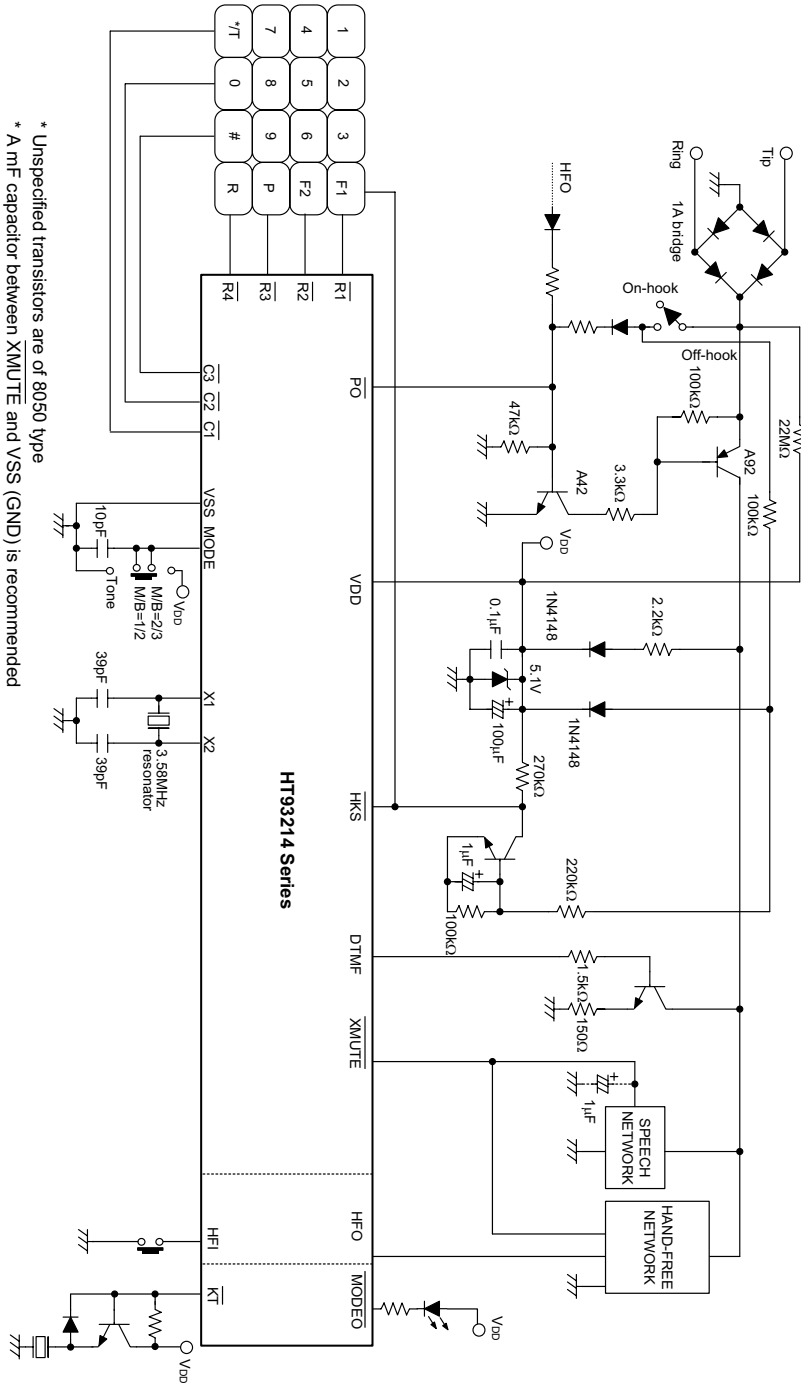 Tip
Ring
1A bridge
HFO
On-hook
Off-hook
22MΩ
100kΩ
100kΩ
A92
3.3kΩ
A42
47kΩ
VDD
1N4148
2.2kΩ
0.1µF
5.1V
+
100µF
1N4148
270kΩ
+
1µF
100kΩ
220kΩ
1.5kΩ
150Ω
+
1µF
SPEECH
NETWORK
HAND-FREE
NETWORK
1 2 3 F1
4 5 6 F2
7 8 9 P
*/T 0 # R
R1
R2
R3
R4
C3
C2
C1
PO
VDD
HKS
DTMF
XMUTE
HFO
MODEO
HT93214 Series
VSS
MODE
X1
X2
HFI
KT
10pF
Tone
M/B=1/2
M/B=2/3
VDD
39pF
39pF
3.58MHz
resonator
VDD
VDD
* Unspecified transistors are of 8050 type
* A mF capacitor between XMUTE and VSS (GND) is recommended